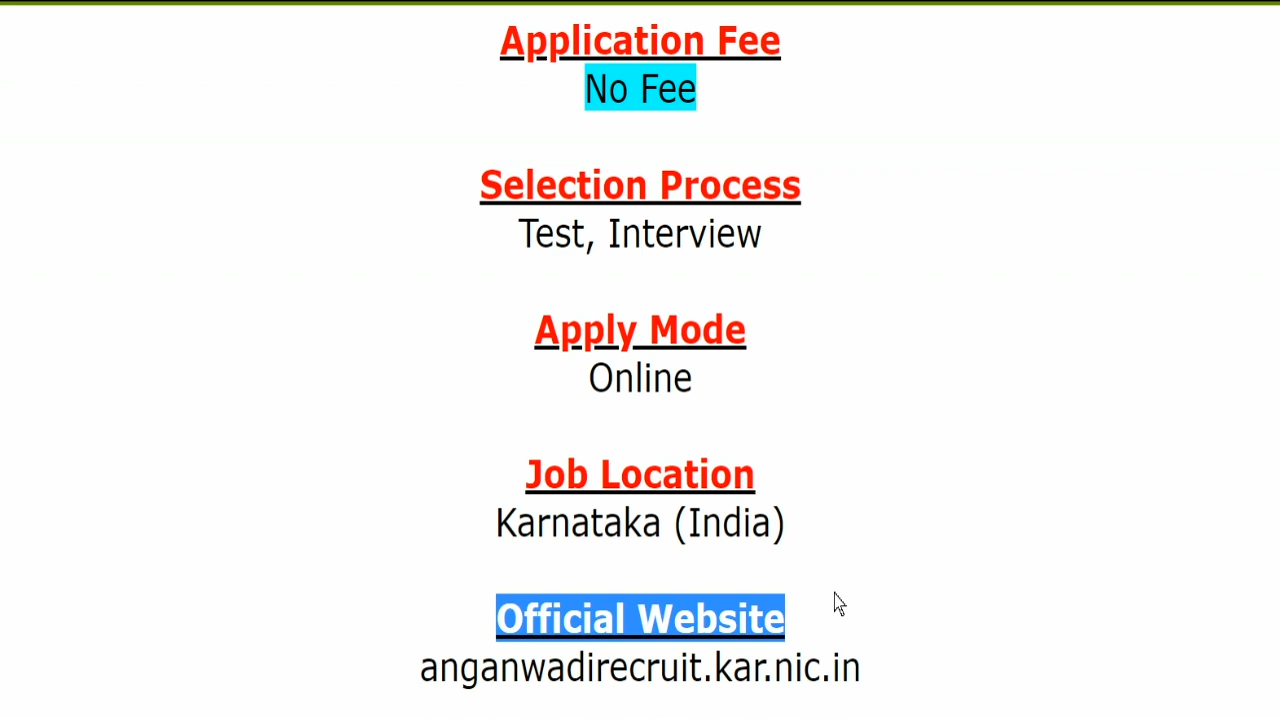 Application Fee
No Fee
Selection Process
Test, Interview
Apply Mode
Online
Job Location
Karnataka (India)
Official Website
anganwadirecruit.kar.nic.in